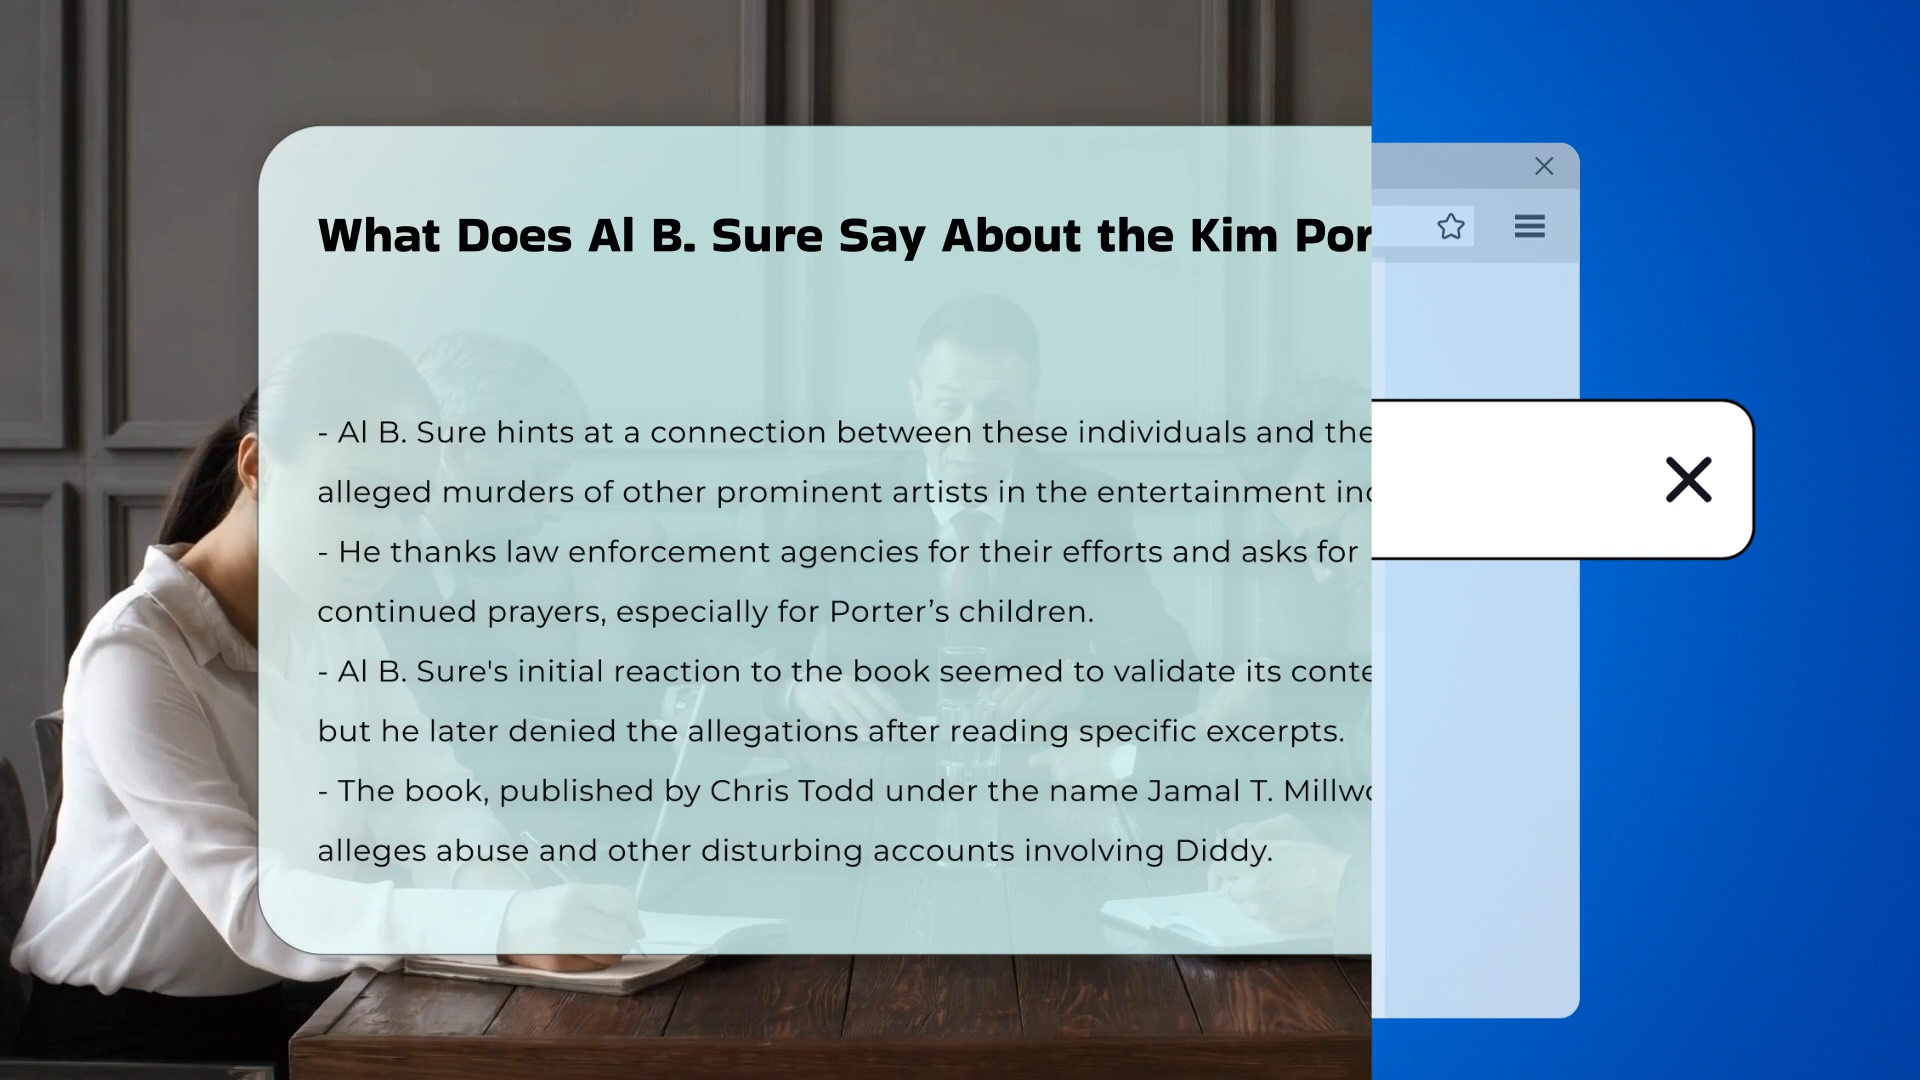 What Does Al B. Sure Say About the Kim
- Al B. Sure hints at a connection between these individuals and the
alleged murders of other prominent artists in the entertainment
- He thanks law enforcement agencies for their efforts and asks for
continued prayers, especially for Porter’s children.
- Al B. Sure's initial reaction to the book seemed to validate its
but he later denied the allegations after reading specific excerpts.
- The book, published by Chris Todd under the name Jamal T.
alleges abuse and other disturbing accounts involving Diddy.